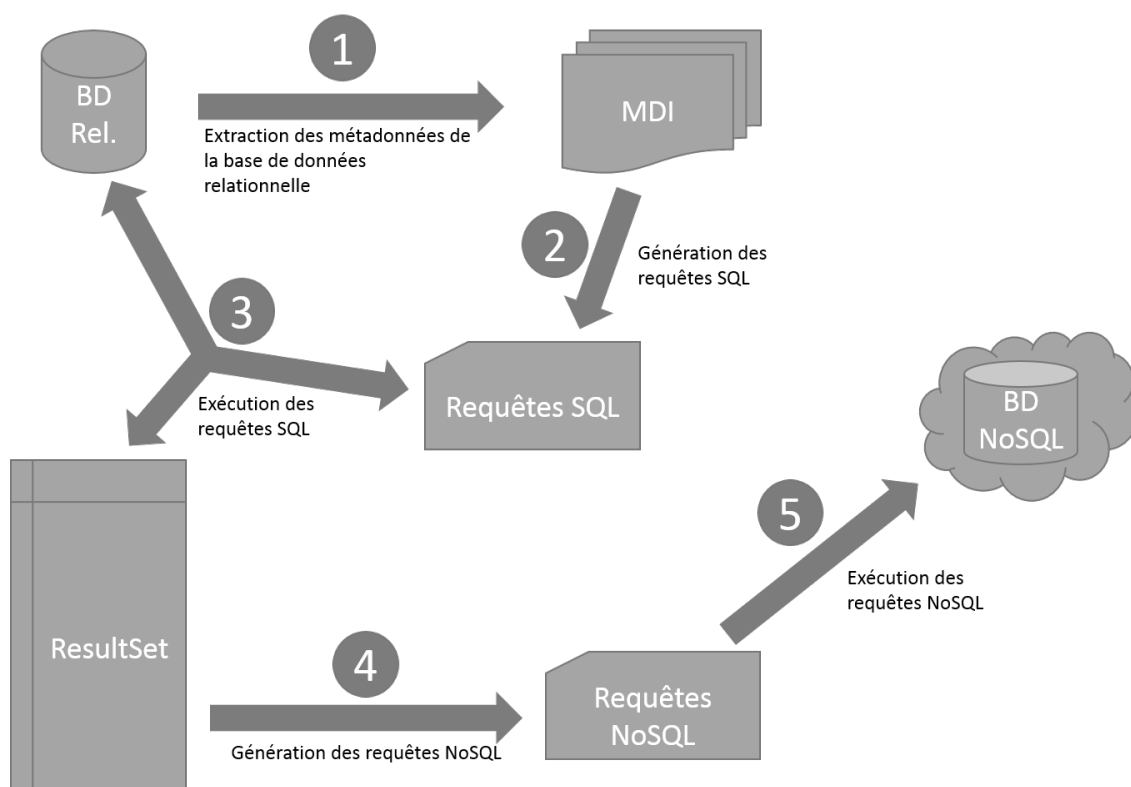 1
BD
Rel.
MDI
Extraction des métadonnées de
la base de données
relationnelle
2
Génération des
requêtes SQL
3
Exécution des
requêtes SQL
Requêtes SQL
BD
NoSQL
5
Exécution des
requêtes NoSQL
ResultSet
4
Génération des requêtes NoSQL
Requêtes
NoSQL